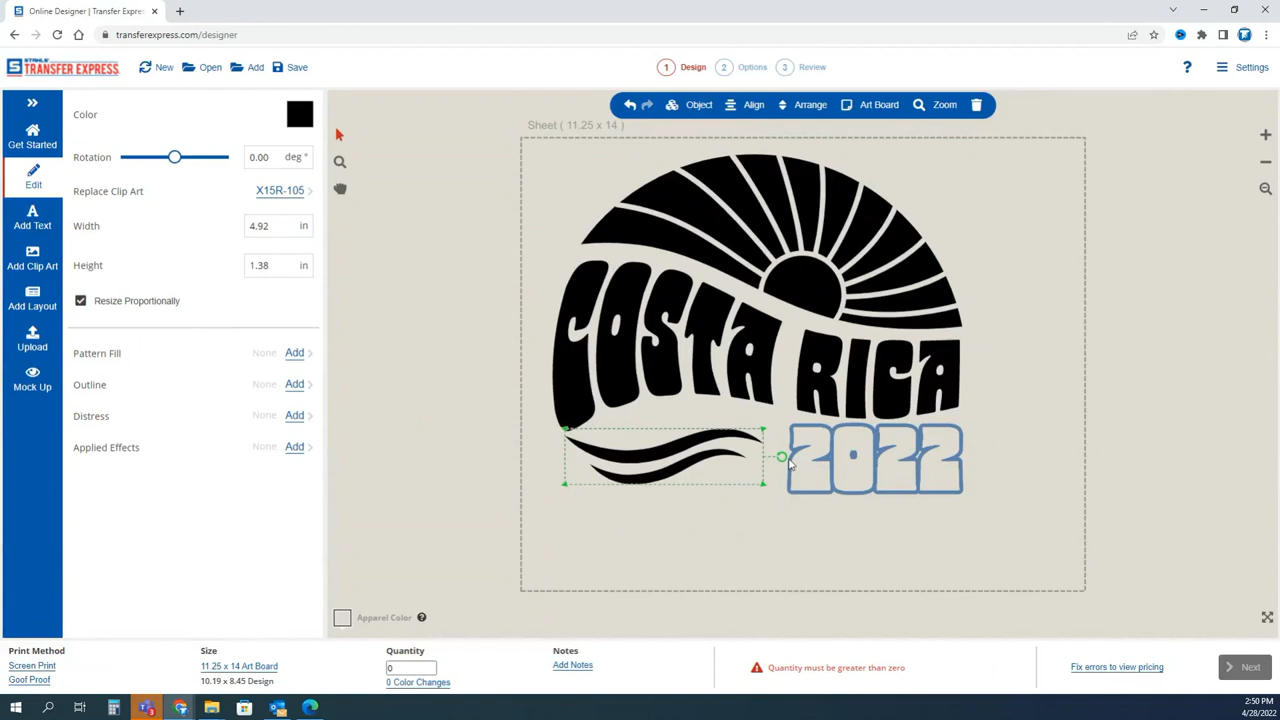 Online Designer | Transfer Express
transferexpress.com/designer
STAHLS'
TRANSFER EXPRESS
New
Open
Add
Save
1 Design
2 Options
3 Review
?
Settings
Get Started
Edit
Add Text
Add Clip Art
Add Layout
Upload
Mock Up
Color
Rotation
0.00 deg °
Replace Clip Art
X15R-105
Width
4.92 in
Height
1.38 in
Resize Proportionally
Pattern Fill None Add
Outline None Add
Distress None Add
Applied Effects None Add
Object
Align
Arrange
Art Board
Zoom
Sheet ( 11.25 x 14 )
COSTA RICA
2022
Apparel Color ?
Print Method
Screen Print
Goof Proof
Size
11.25 x 14 Art Board
10.19 x 8.45 Design
Quantity
0
0 Color Changes
Notes
Add Notes
Quantity must be greater than zero
Fix errors to view pricing
Next
2:50 PM
4/28/2022